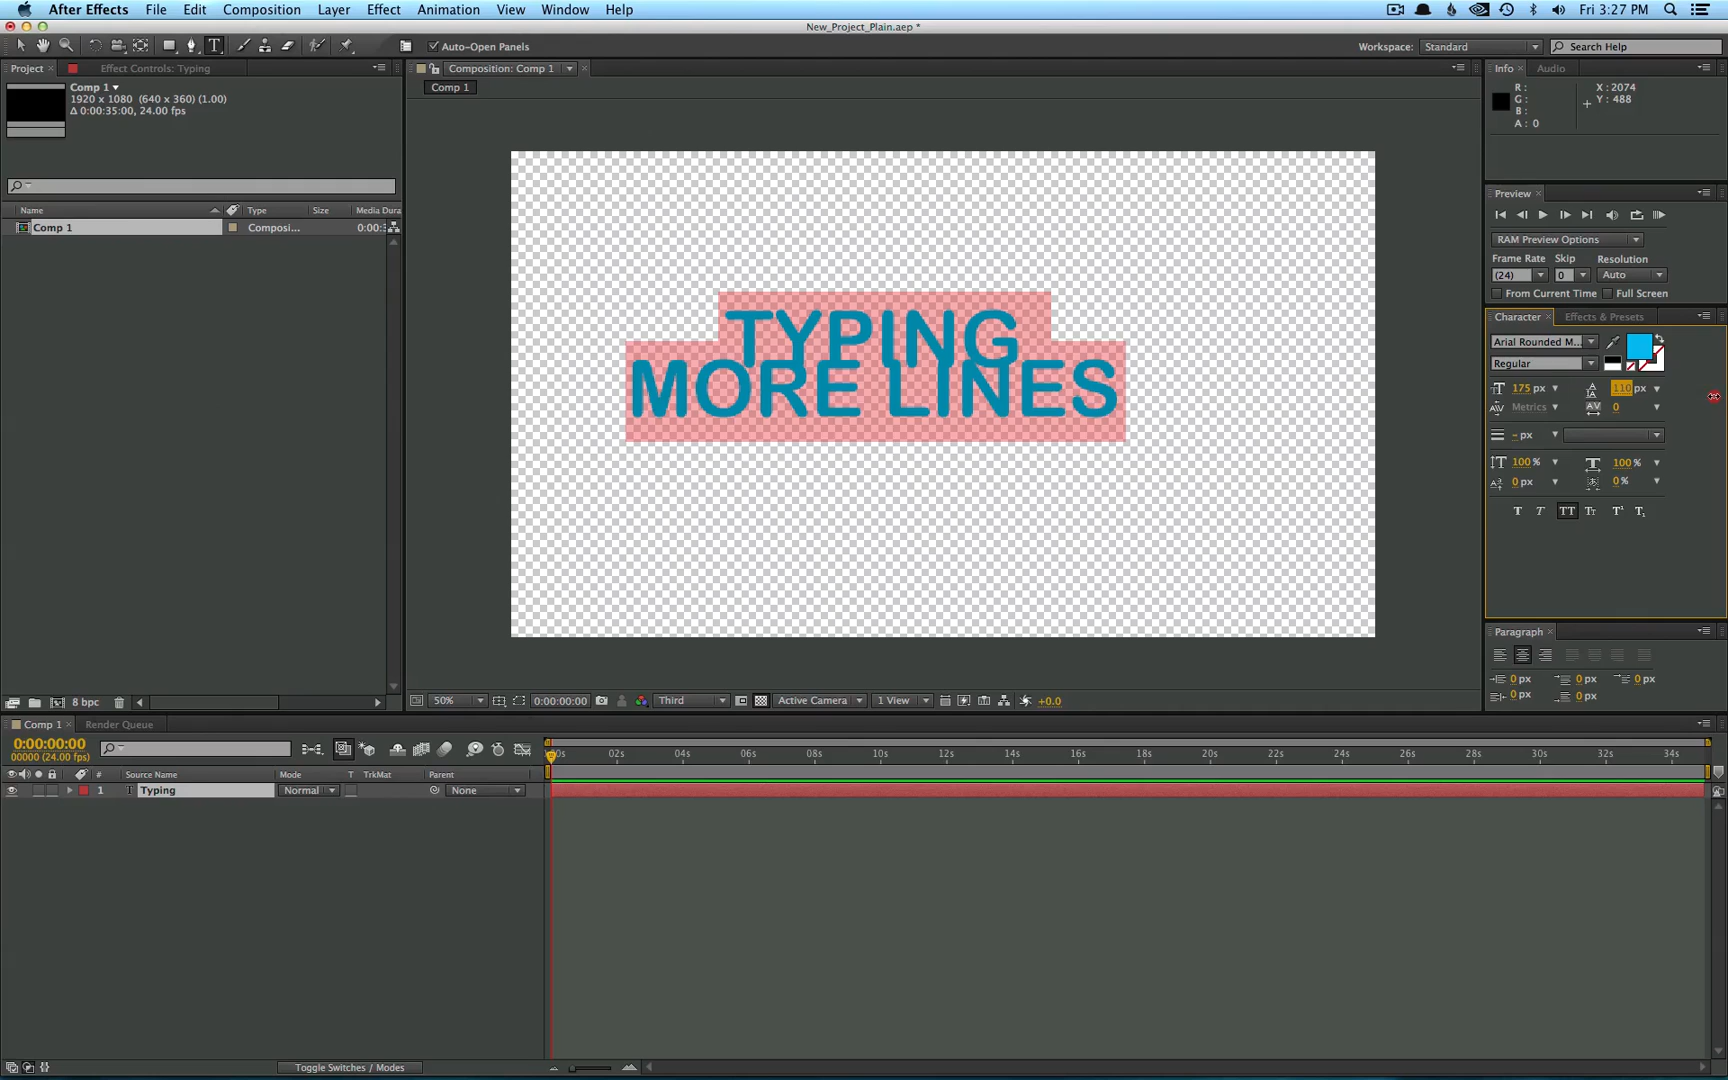 After Effects File Edit Composition Layer Effect Animation View Window Help Fri 3:27 PM
New_Project_Plain.aep *
Auto-Open Panels Workspace: Standard Search Help
Project Effect Controls: Typing Composition: Comp 1 Info Audio
Comp 1
1920 x 1080 (640 x 360) (1.00)
Δ 0:00:35:00, 24.00 fps
Comp 1
R :
G :
B :
A : 0
X : 2074
Y : 488
Name Type Size Media Dura
Comp 1 Composi... 0:00:
TYPING
MORE LINES
Preview
RAM Preview Options
Frame Rate Skip Resolution
(24) 0 Auto
From Current Time Full Screen
Character Effects & Presets
Arial Rounded M...
Regular
175 px 110 px
Metrics 0
- px
100 % 100 %
0 px 0 %
T T TT Tr T¹ T₁
Paragraph
0 px 0 px 0 px
0 px 0 px
8 bpc
50% 0:00:00:00 Third Active Camera 1 View +0.0
Comp 1 Render Queue
0:00:00:00
00000 (24.00 fps)
00s 02s 04s 06s 08s 10s 12s 14s 16s 18s 20s 22s 24s 26s 28s 30s 32s 34s
# Source Name Mode T TrkMat Parent
1 T Typing Normal None
Toggle Switches / Modes